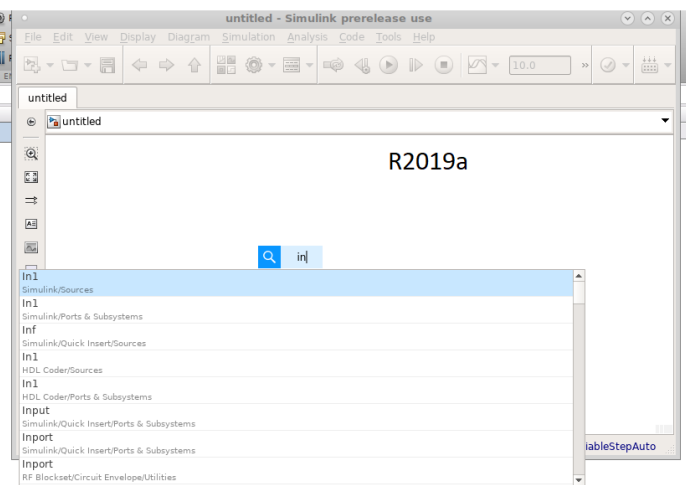 untitled - Simulink prerelease use
File Edit View Display Diagram Simulation Analysis Code Tools Help
10.0 »
untitled
untitled
R2019a
in
In1
Simulink/Sources
In1
Simulink/Ports & Subsystems
Inf
Simulink/Quick Insert/Sources
In1
HDL Coder/Sources
In1
HDL Coder/Ports & Subsystems
Input
Simulink/Quick Insert/Ports & Subsystems
Inport
Simulink/Quick Insert/Ports & Subsystems
iableStepAuto
Inport
RF Blockset/Circuit Envelope/Utilities